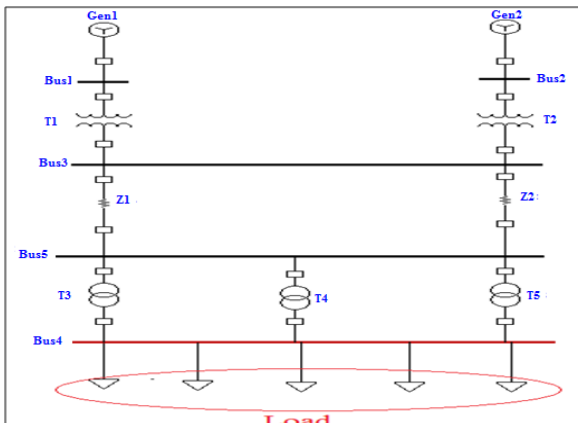 Gen1 Gen2
Bus1 Bus2
T1 T2
Bus3
Z1 Z2
Bus5
T3 T4 T5
Bus4
Load